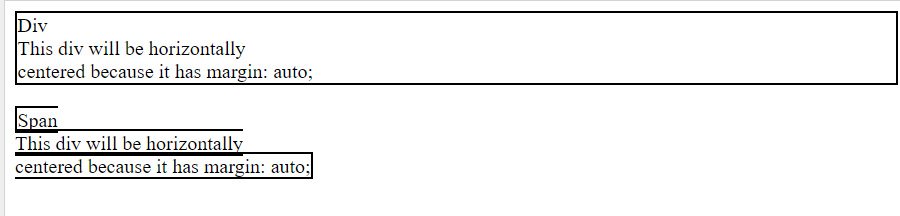 Div
This div will be horizontally
centered because it has margin: auto;
Span
This div will be horizontally
centered because it has margin: auto;